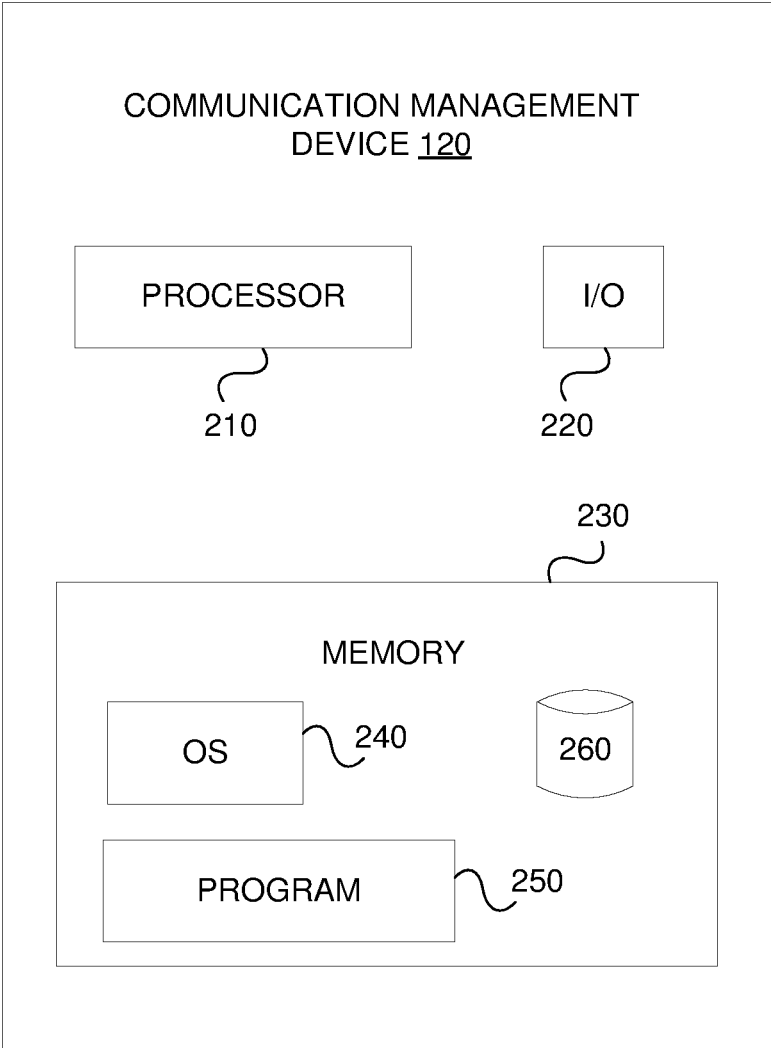 COMMUNICATION MANAGEMENT
DEVICE 120
PROCESSOR
I/O
210
220
230
MEMORY
OS
240
260
PROGRAM
250